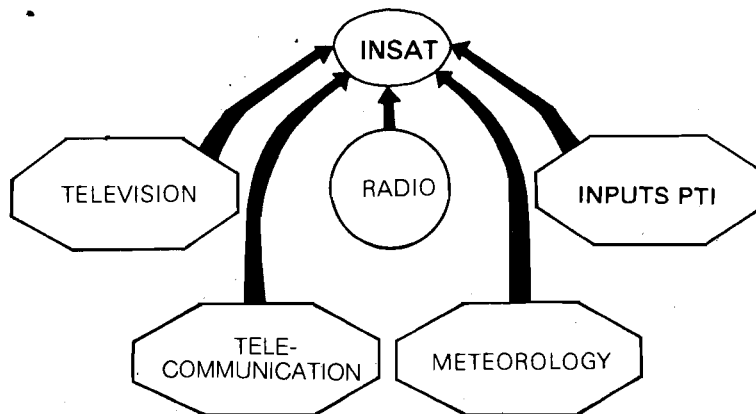 INSAT
TELEVISION
RADIO
INPUTS PTI
TELE-
COMMUNICATION
METEOROLOGY